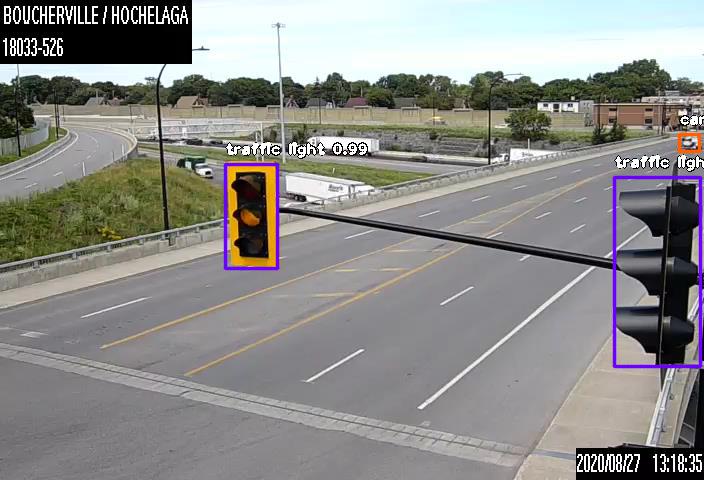 BOUCHERVILLE / HOCHELAGA
18033-526
car
traffic light 0.99
traffic ligh
2020/08/27 13:18:35